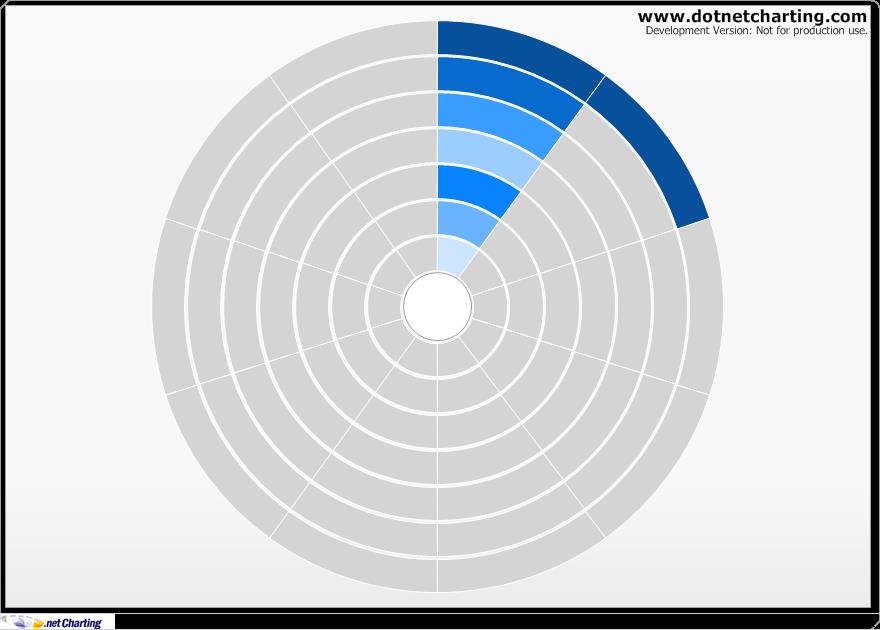 www.dotnetcharting.com
Development Version: Not for production use.
.net Charting